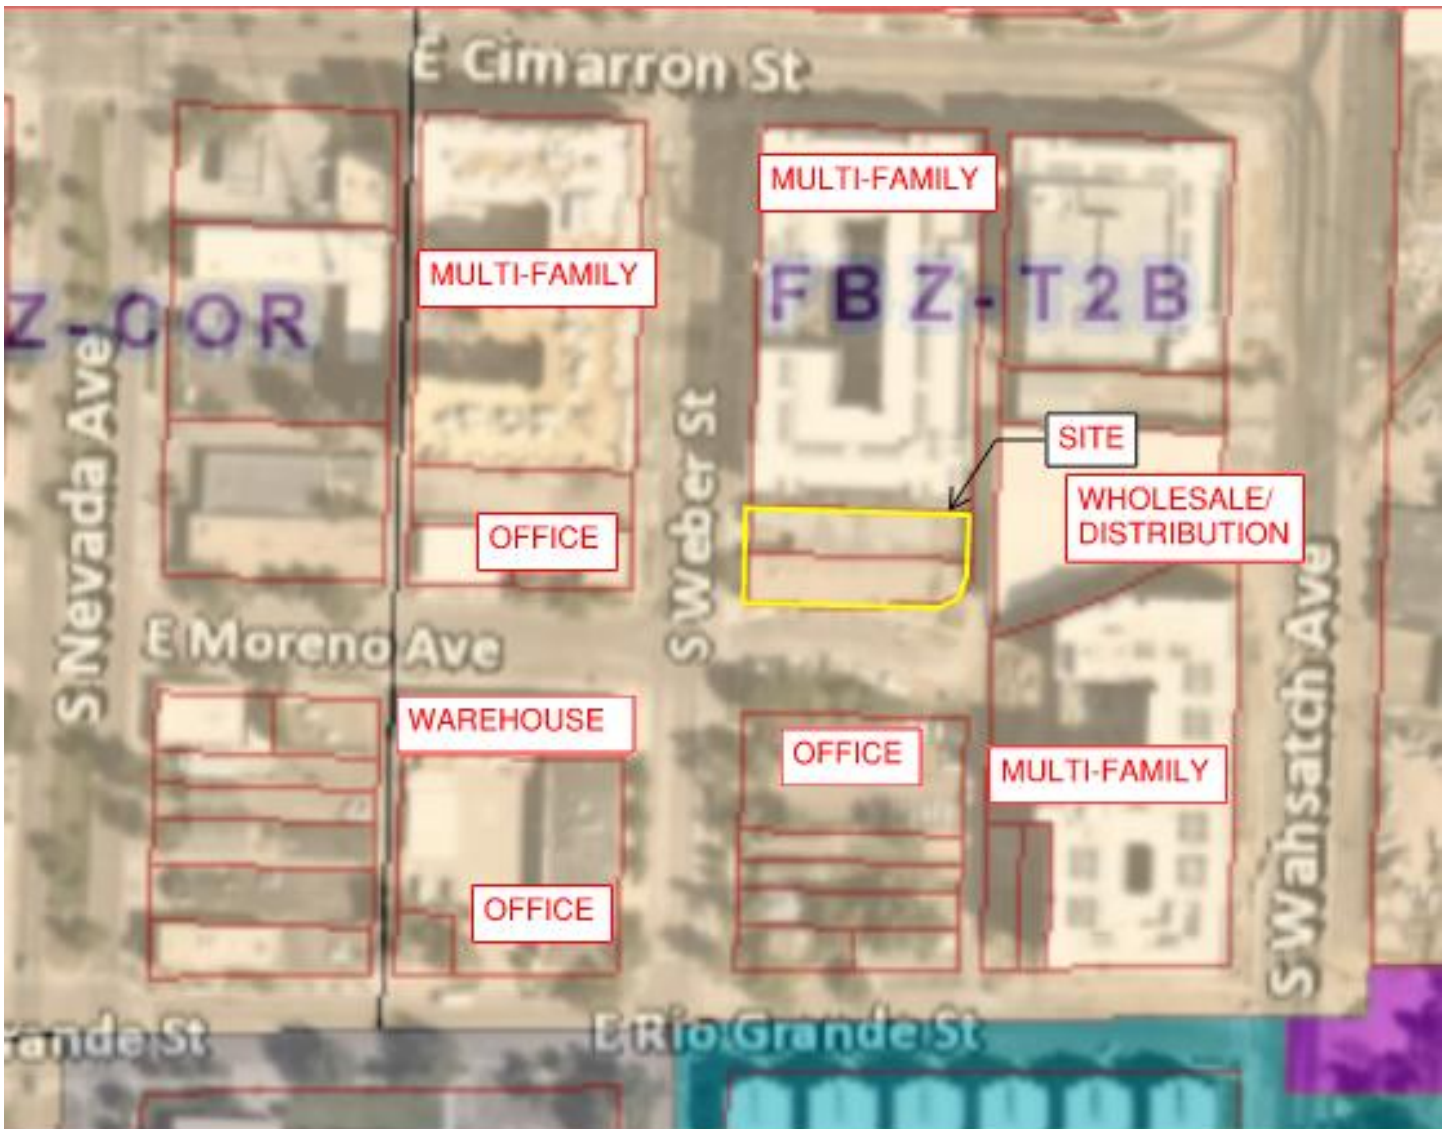 E Cimarron St
MULTI-FAMILY
MULTI-FAMILY
Z-COR
FBZ-T2B
SITE
WHOLESALE/
DISTRIBUTION
OFFICE
S Nevada Ave
S Weber St
S Wahsatch Ave
E Moreno Ave
WAREHOUSE
OFFICE
MULTI-FAMILY
OFFICE
rande St
E Rio Grande St